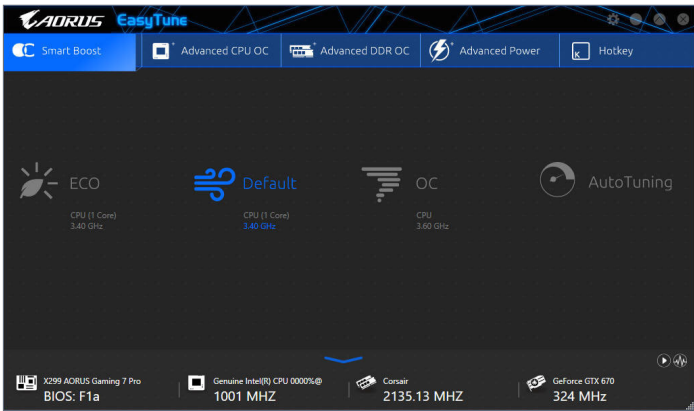 AORUS EasyTune
Smart Boost
Advanced CPU OC
Advanced DDR OC
Advanced Power
K
Hotkey
ECO
CPU (1 Core)
3.40 GHz
Default
CPU (1 Core)
3.40 GHz
OC
CPU
3.60 GHz
AutoTuning
X299 AORUS Gaming 7 Pro
BIOS: F1a
Genuine Intel(R) CPU 0000%@
1001 MHZ
Corsair
2135.13 MHZ
GeForce GTX 670
324 MHz